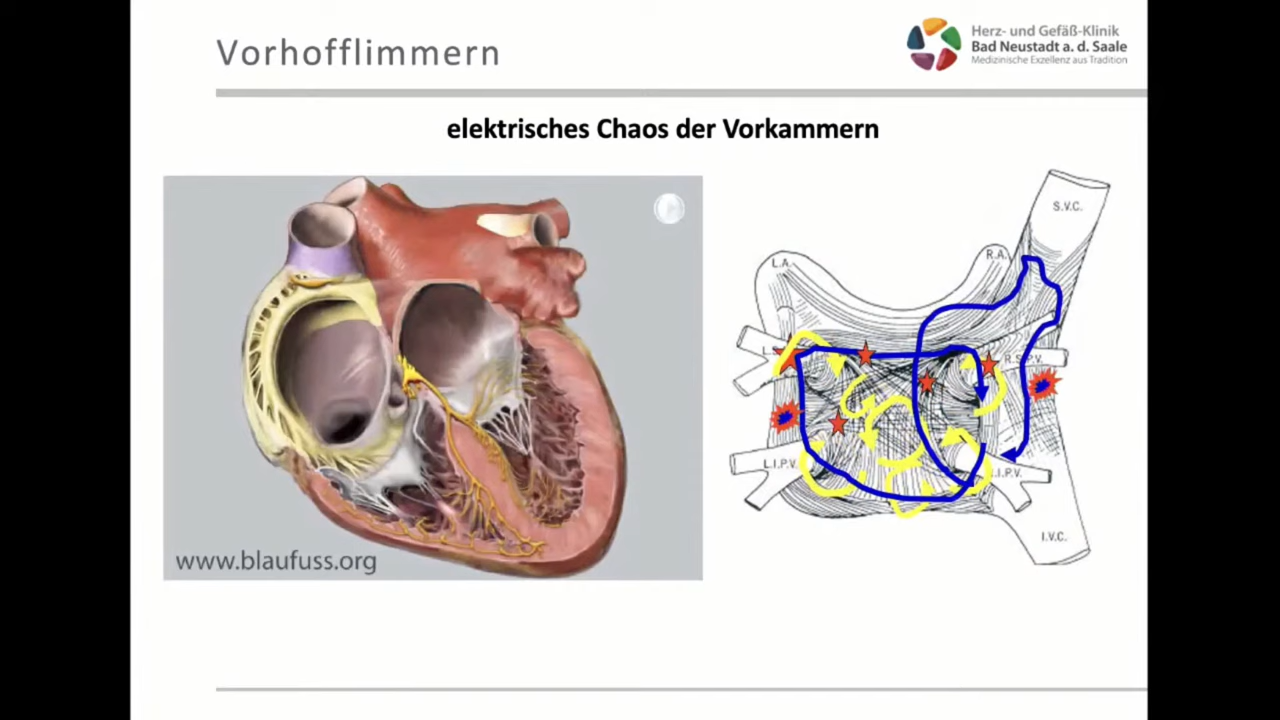 Vorhofflimmern
Herz- und Gefäß-Klinik
Bad Neustadt a. d. Saale
Medizinische Exzellenz aus Tradition
elektrisches Chaos der Vorkammern
www.blaufuss.org
S.V.C.
L.A.
R.A.
L.I.P.V.
I.V.C.